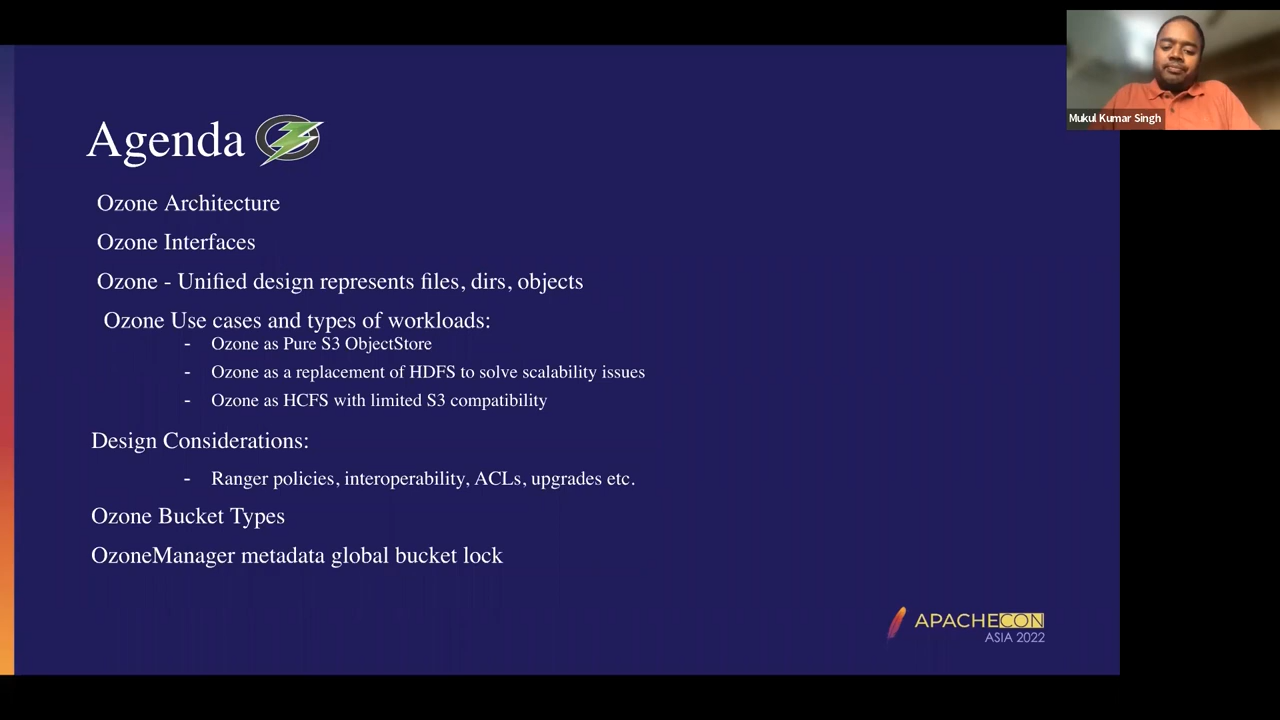 Agenda
Ozone Architecture
Ozone Interfaces
Ozone - Unified design represents files, dirs, objects
Ozone Use cases and types of workloads:
- Ozone as Pure S3 ObjectStore
- Ozone as a replacement of HDFS to solve scalability issues
- Ozone as HCFS with limited S3 compatibility
Design Considerations:
- Ranger policies, interoperability, ACLs, upgrades etc.
Ozone Bucket Types
OzoneManager metadata global bucket lock
APACHECON
ASIA 2022
Mukul Kumar Singh